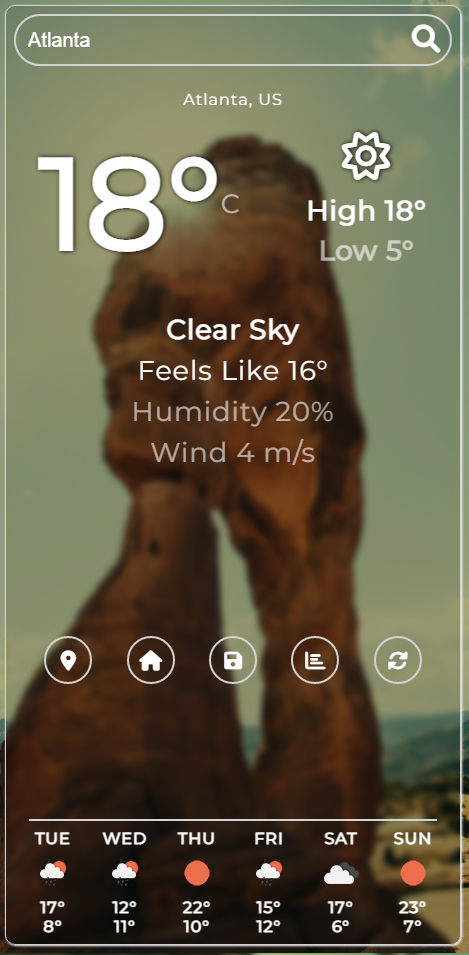 Atlanta
Atlanta, US
18° C
High 18°
Low 5°
Clear Sky
Feels Like 16°
Humidity 20%
Wind 4 m/s
TUE WED THU FRI SAT SUN
17° 12° 22° 15° 17° 23°
8° 11° 10° 12° 6° 7°